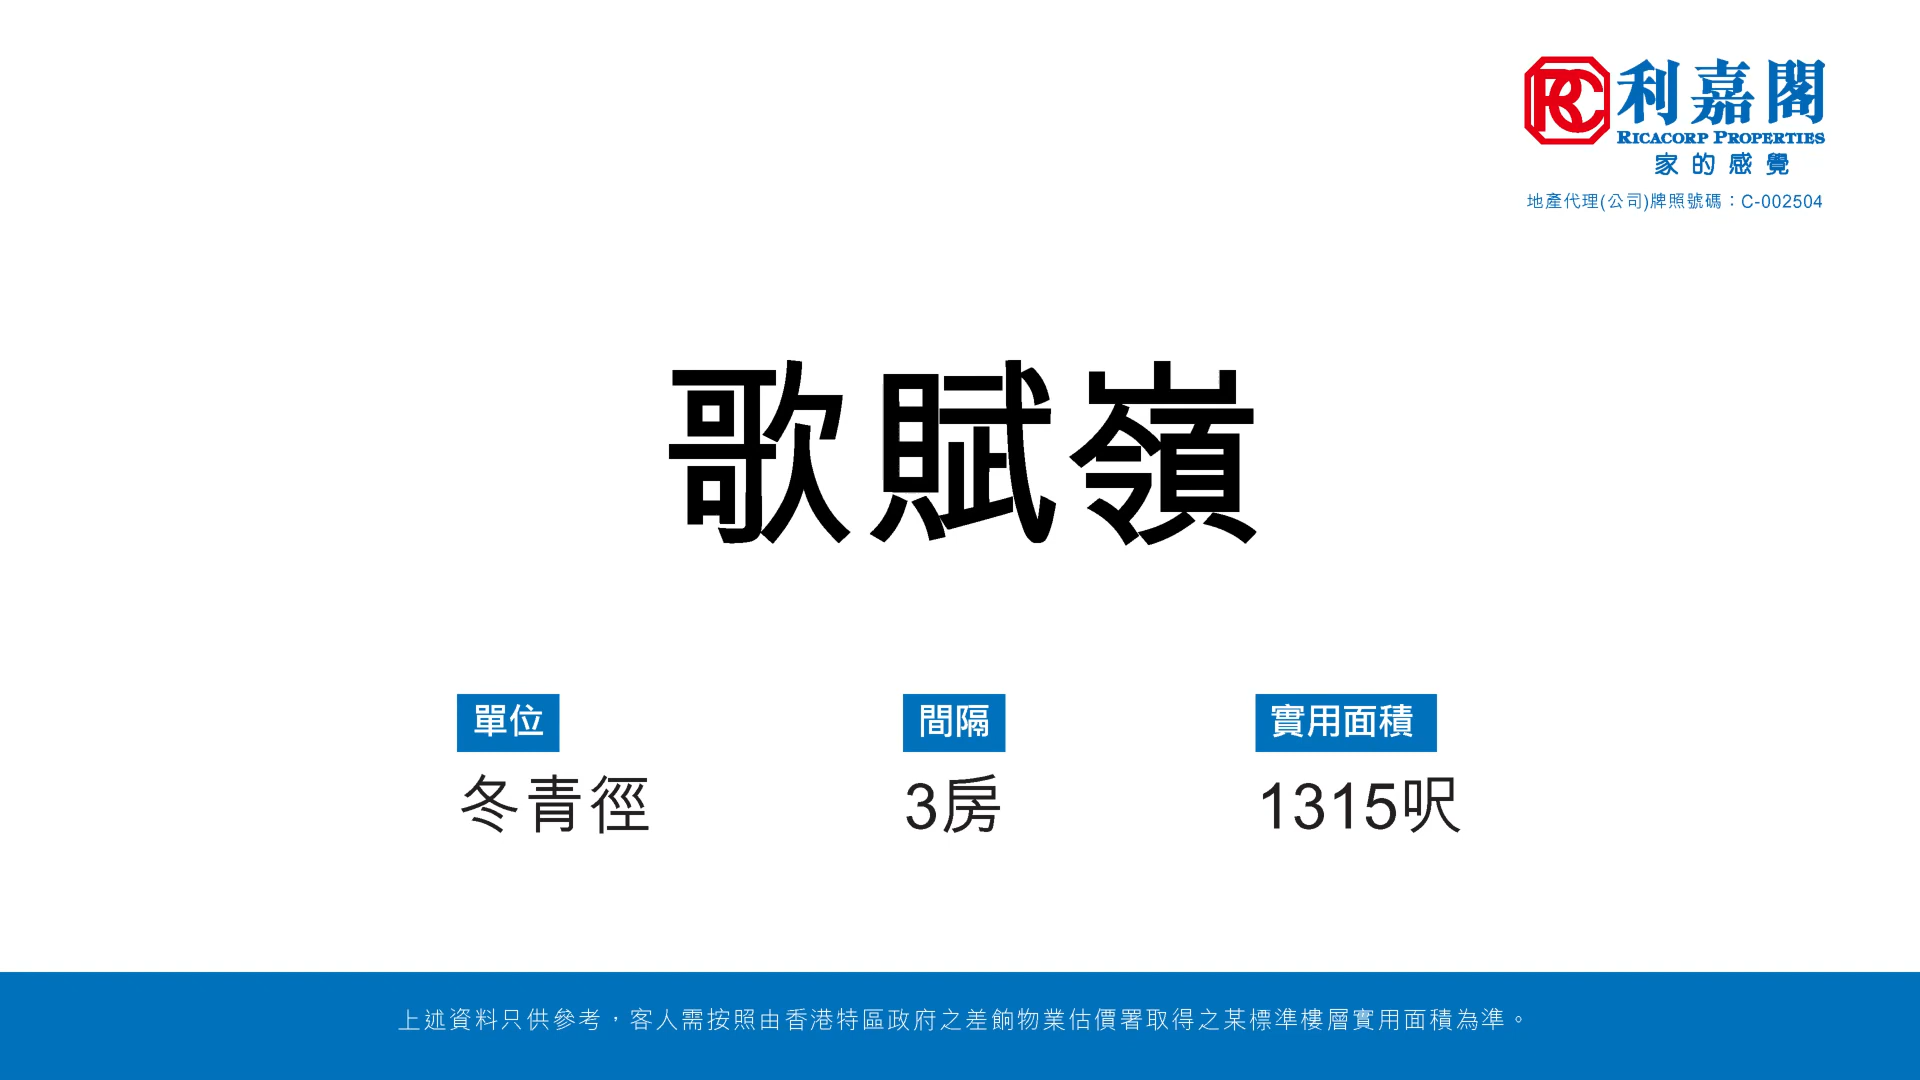 利嘉閣
RICACORP PROPERTIES
家的感覺
地產代理(公司)牌照號碼：C-002504
歌賦嶺
單位
冬青徑
間隔
3房
實用面積
1315呎
上述資料只供參考，客人需按照由香港特區政府之差餉物業估價署取得之某標準樓層實用面積為準。